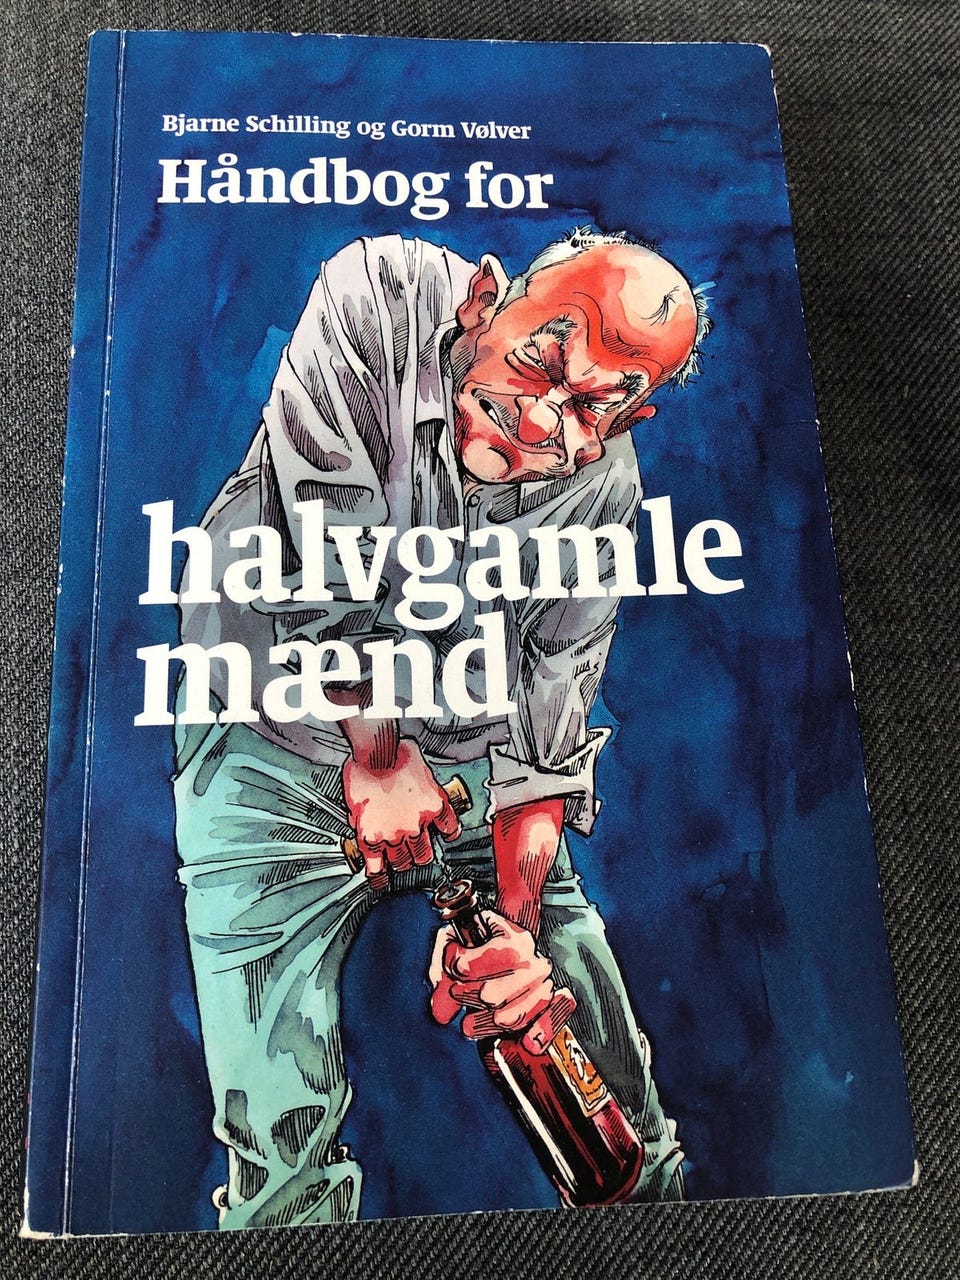 Bjarne Schilling og Gorm Vølver
Håndbog for
halvgamle
mænd